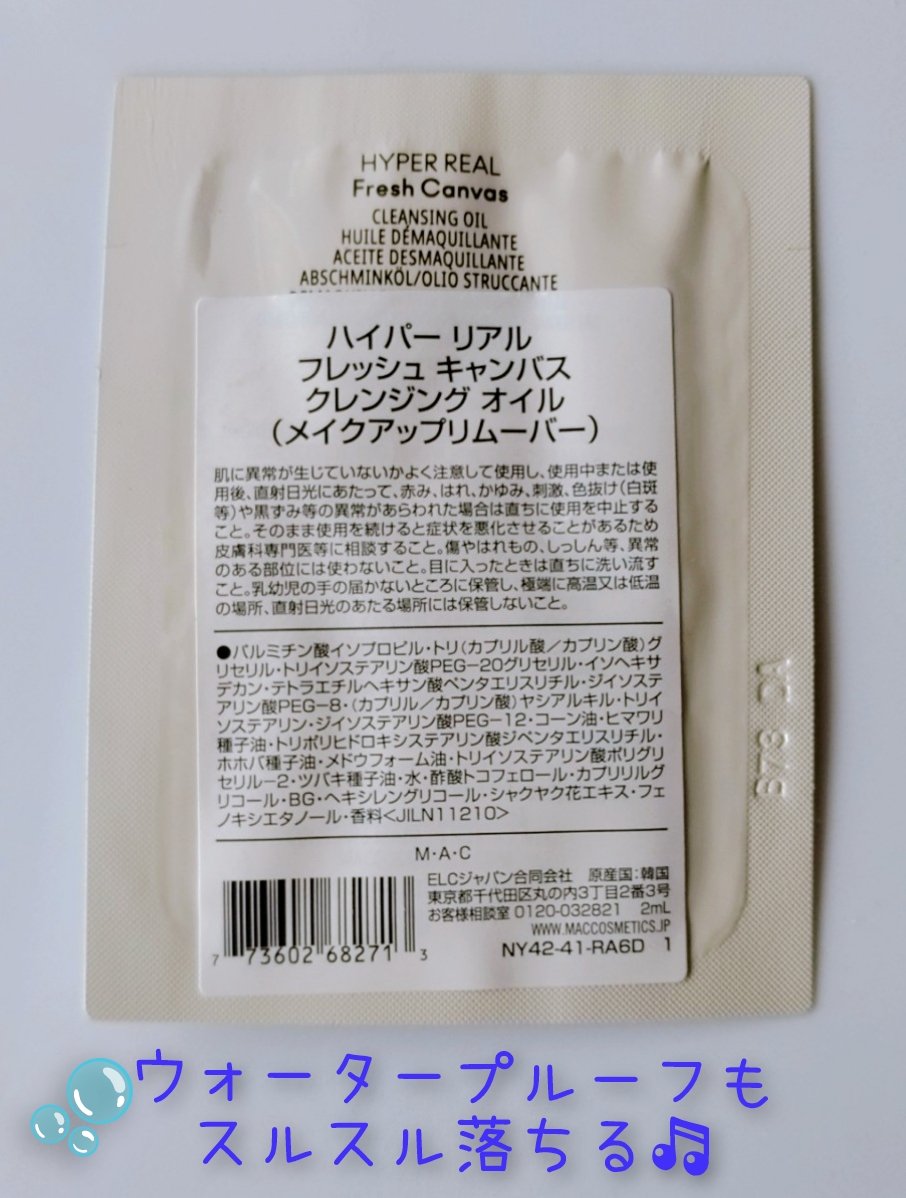 HYPER REAL
Fresh Canvas
CLEANSING OIL
HUILE DÉMAQUILLANTE
ACEITE DESMAQUILLANTE
ABSCHMINKÖL/OLIO STRUCCANTE
ハイパー リアル
フレッシュ キャンバス
クレンジング オイル
（メイクアップリムーバー）
肌に異常が生じていないかよく注意して使用し、使用中または使
用後、直射日光にあたって、赤み、はれ、かゆみ、刺激、色抜け（白斑
等）や黒ずみ等の異常があらわれた場合は直ちに使用を中止する
こと。そのまま使用を続けると症状を悪化させることがあるため
皮膚科専門医等に相談すること。傷やはれもの、しっしん等、異常
のある部位には使わないこと。目に入ったときは直ちに洗い流す
こと。乳幼児の手の届かないところに保管し、極端に高温又は低温
の場所、直射日光のあたる場所には保管しないこと。
●パルミチン酸イソプロピル・トリ（カプリル酸／カプリン酸）グ
リセリル・トリイソステアリン酸PEG－20グリセリル・イソヘキサ
デカン・テトラエチルヘキサン酸ペンタエリスリチル・ジイソステ
アリン酸PEG－8・（カプリル／カプリン酸）ヤシアルキル・トリイ
ソステアリン・ジイソステアリン酸PEG－12・コーン油・ヒマワリ
種子油・トリポリヒドロキシステアリン酸ジペンタエリスリチル・
ホホバ種子油・メドウフォーム油・トリイソステアリン酸ポリグリ
セリル－2・ツバキ種子油・水・酢酸トコフェロール・カプリリルグ
リコール・BG・ヘキシレングリコール・シャクヤク花エキス・フェ
ノキシエタノール・香料<JILN11210>
M・A・C
ELCジャパン合同会社 原産国：韓国
東京都千代田区丸の内3丁目2番3号
お客様相談室 0120-032821 2mL
WWW.MACCOSMETICS.JP
NY42-41-RA6D 1
7 73602 68271 3
B73 DA
ウォータープルーフも
スルスル落ちる